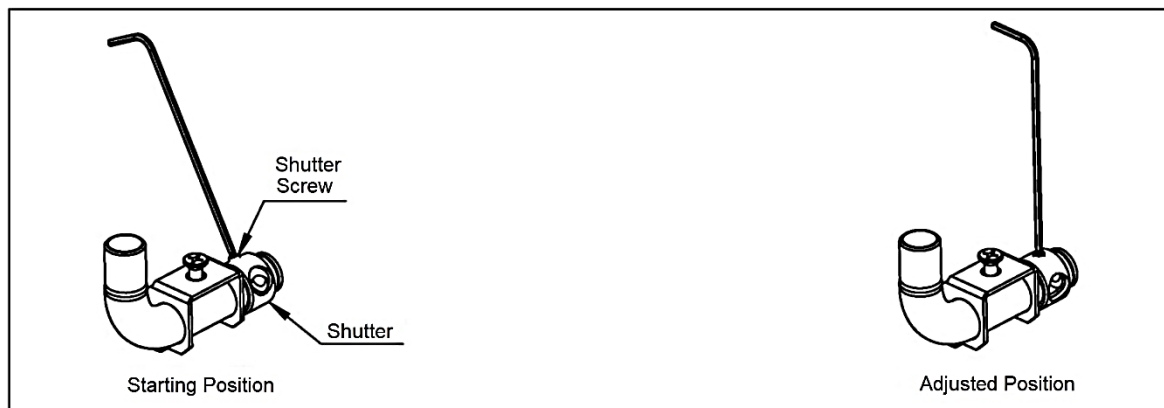 Shutter
Screw
Shutter
Starting Position
Adjusted Position